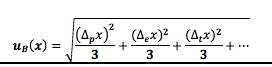 u_B(x) = √((Δ_p x)²/3 + (Δ_e x)²/3 + (Δ_t x)²/3 + ⋯)